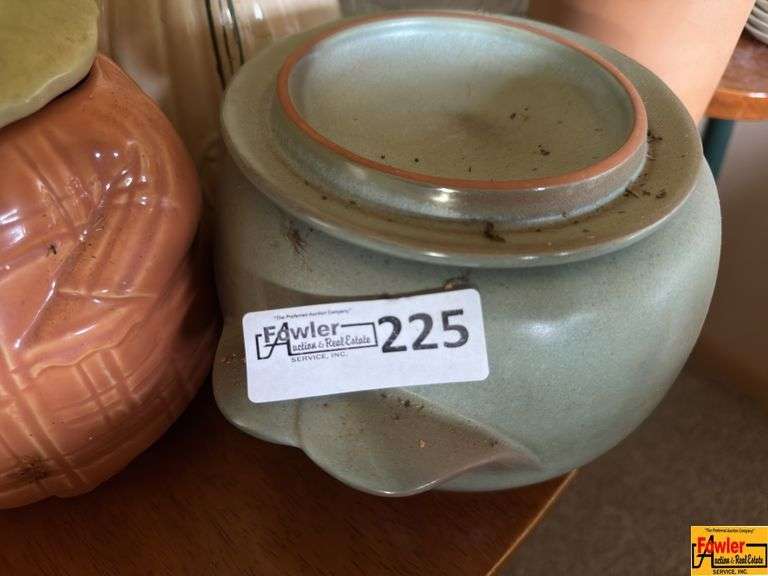 "The Preferred Auction Company"
Fowler
Auction & Real Estate
SERVICE, INC.
225
"The Preferred Auction Company"
Fowler
Auction & Real Estate
SERVICE, INC.